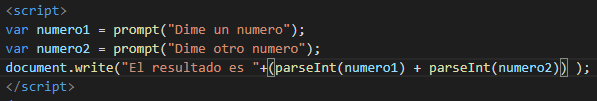 <script>
var numero1 = prompt("Dime un numero");
var numero2 = prompt("Dime otro numero");
document.write("El resultado es "+(parseInt(numero1) + parseInt(numero2)) );
</script>